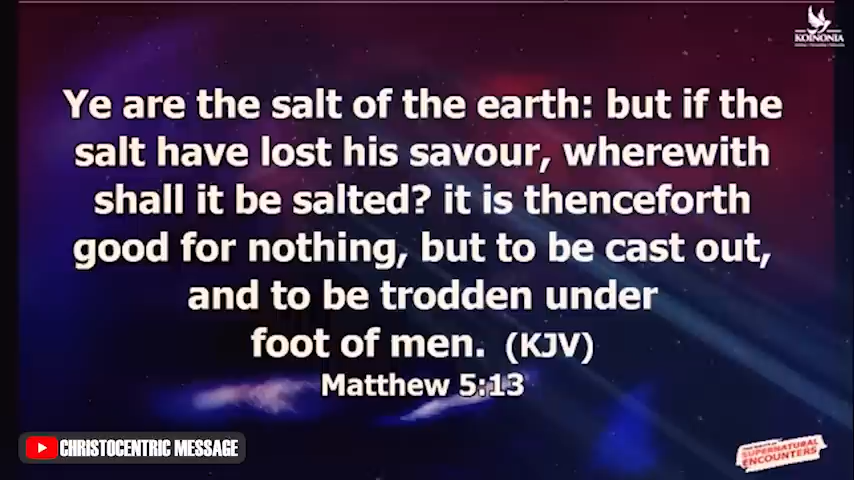 KOINONIA
Ye are the salt of the earth: but if the
salt have lost his savour, wherewith
shall it be salted? it is thenceforth
good for nothing, but to be cast out,
and to be trodden under
foot of men. (KJV)
Matthew 5:13
CHRISTOCENTRIC MESSAGE
SUPERNATURAL
ENCOUNTERS